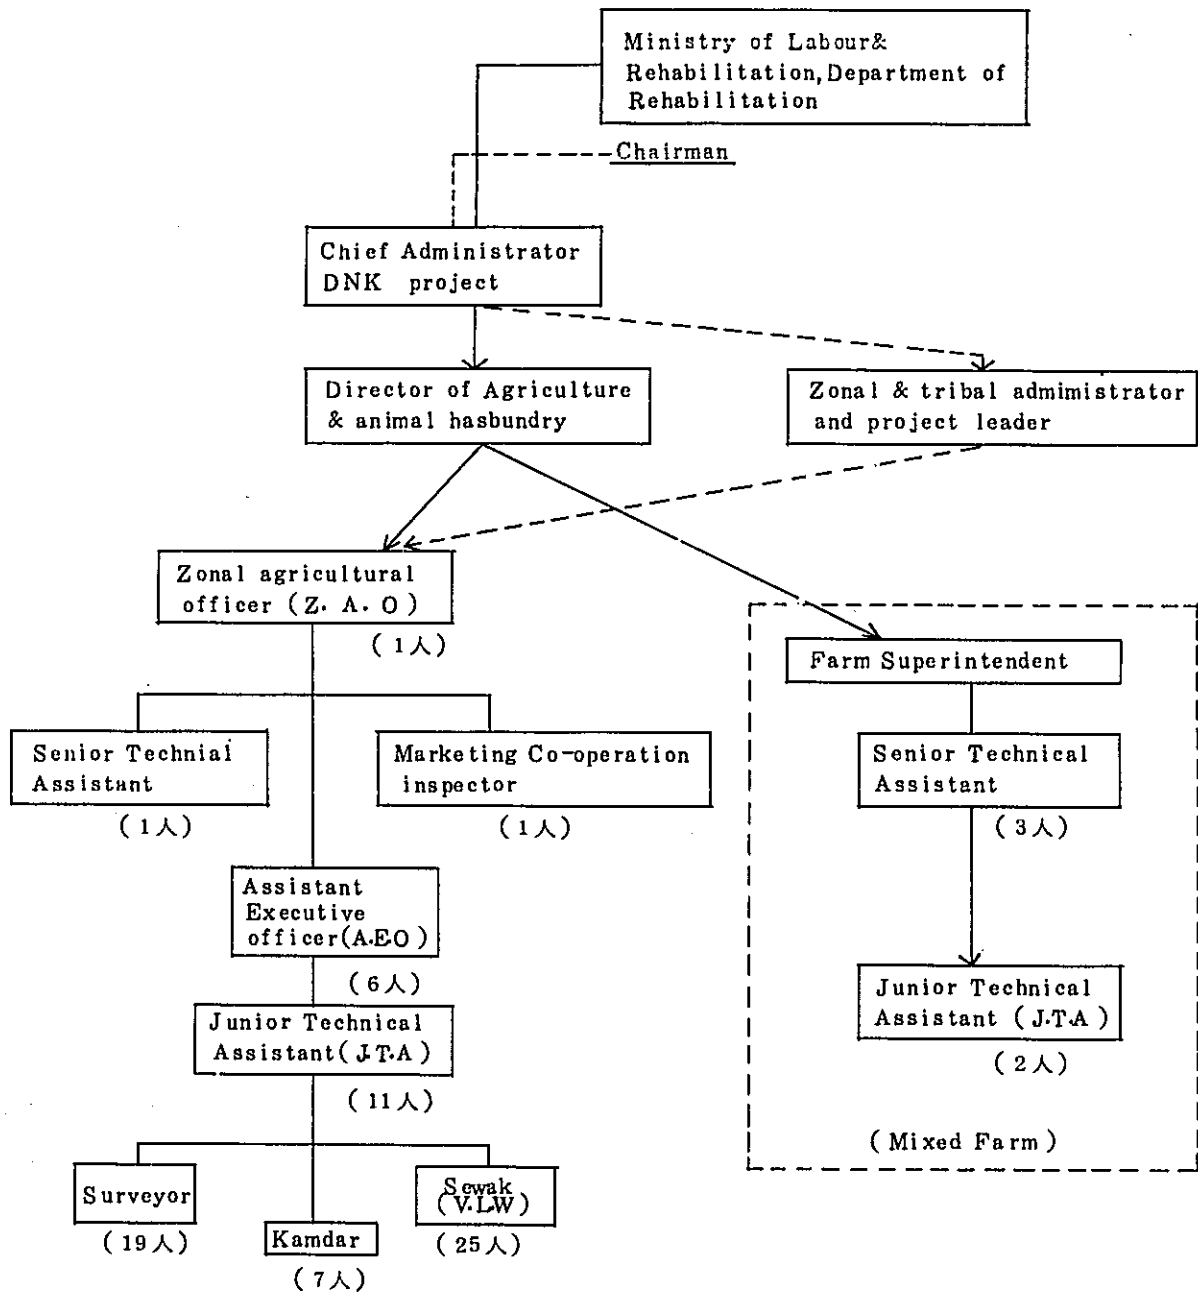 Ministry of Labour&
Rehabilitation, Department of
Rehabilitation
Chairman
Chief Administrator
DNK project
Director of Agriculture
& animal hasbundry
Zonal & tribal admimistrator
and project leader
Zonal agricultural
officer (Z. A. O)
(1人)
Farm Superintendent
Senior Technial
Assistant
(1人)
Marketing Co-operation
inspector
(1人)
Senior Technical
Assistant
(3人)
Assistant
Executive
officer(A.E.O)
(6人)
Junior Technical
Assistant(J.T.A)
(11人)
Junior Technical
Assistant (J.T.A)
(2人)
(Mixed Farm)
Surveyor
(19人)
Kamdar
(7人)
Sewak
(V.L.W)
(25人)